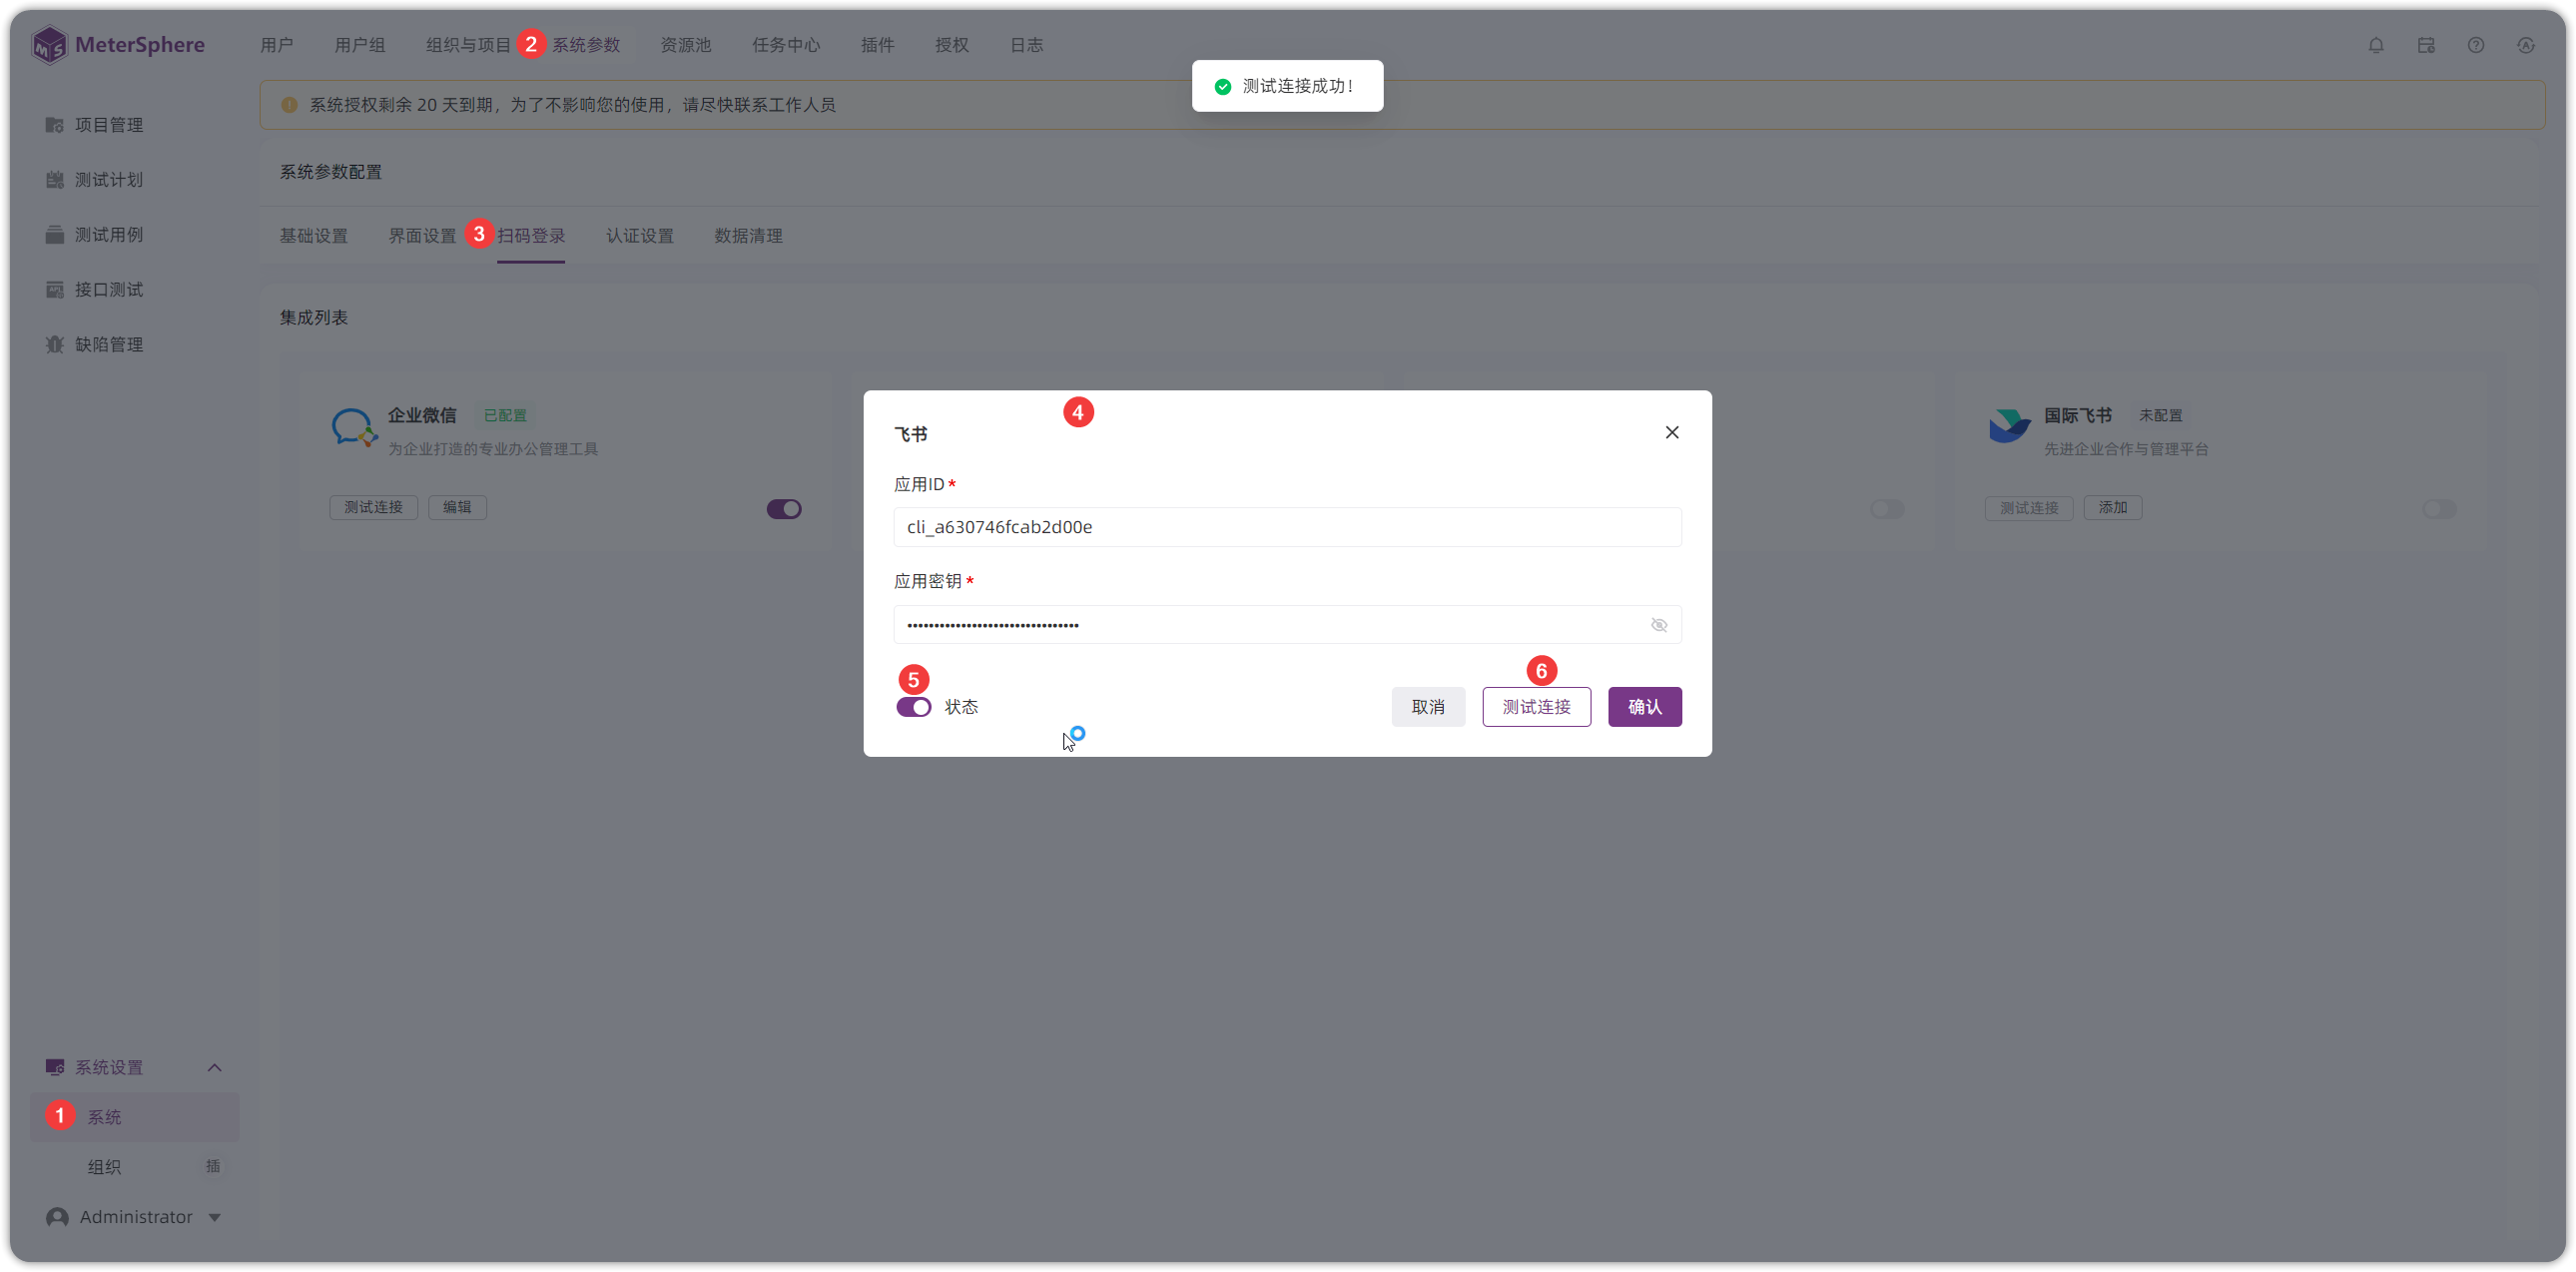 MeterSphere
用户 用户组 组织与项目 2 系统参数 资源池 任务中心 插件 授权 日志
测试连接成功！
系统授权剩余 20 天到期，为了不影响您的使用，请尽快联系工作人员
项目管理
测试计划
测试用例
接口测试
缺陷管理
系统参数配置
基础设置 界面设置 3 扫码登录 认证设置 数据清理
集成列表
企业微信 已配置
为企业打造的专业办公管理工具
测试连接 编辑
国际飞书 未配置
先进企业合作与管理平台
测试连接 添加
4
飞书
应用ID*
cli_a630746fcab2d00e
应用密钥*
5
6
状态
取消 测试连接 确认
系统设置
1 系统
组织 插
Administrator